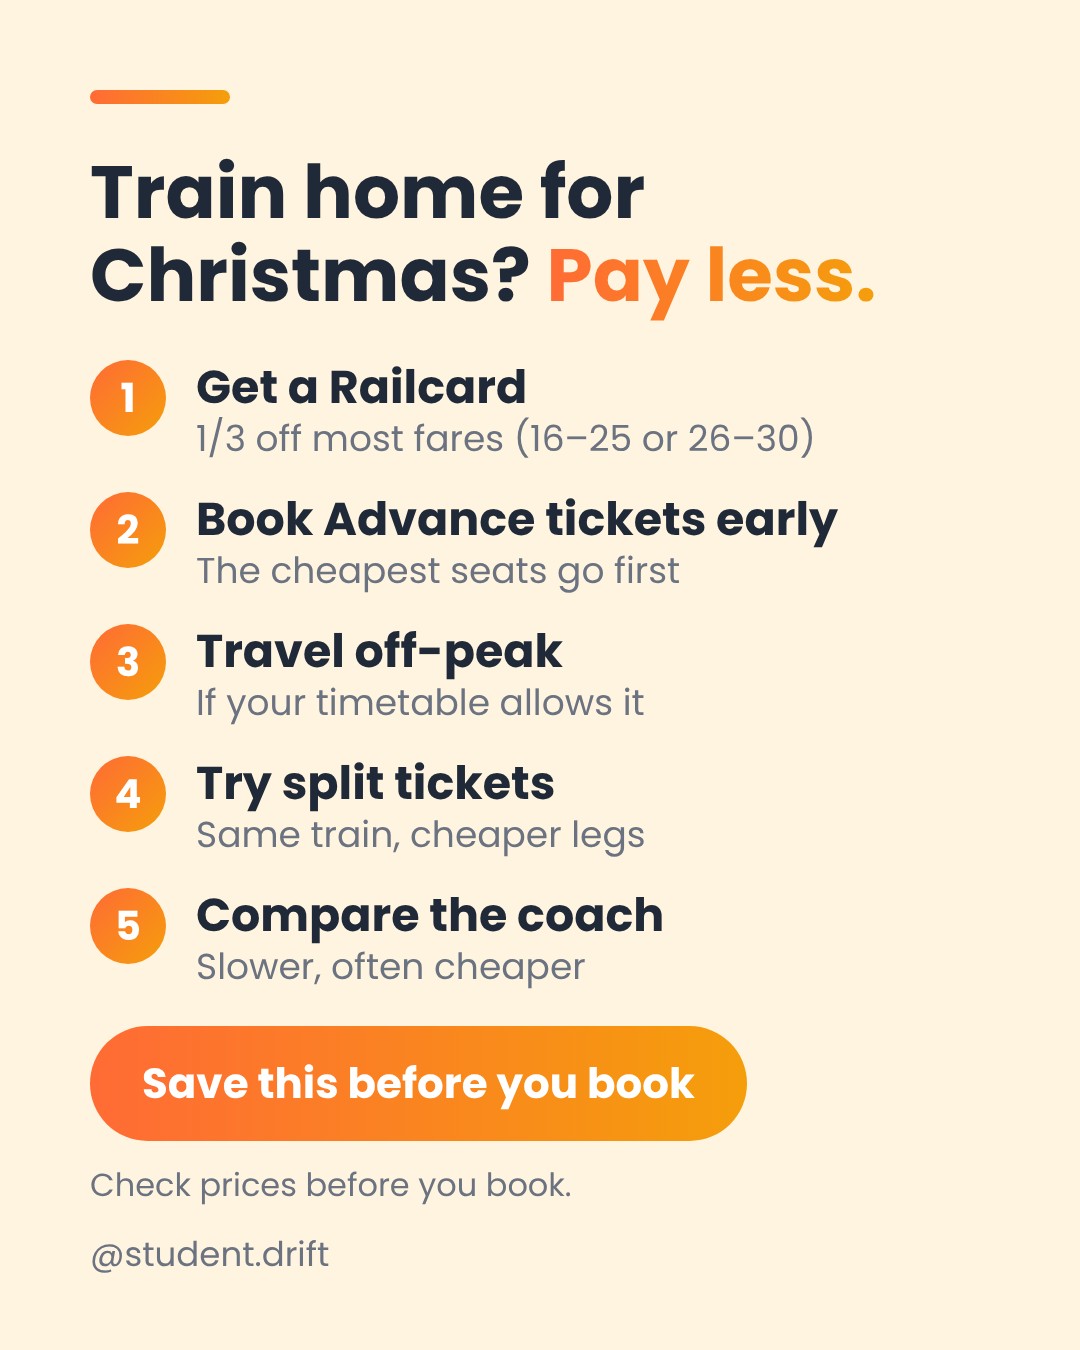 Train home for
Christmas? Pay less.
1
Get a Railcard
1/3 off most fares (16–25 or 26–30)
2
Book Advance tickets early
The cheapest seats go first
3
Travel off-peak
If your timetable allows it
4
Try split tickets
Same train, cheaper legs
5
Compare the coach
Slower, often cheaper
Save this before you book
Check prices before you book.
@student.drift